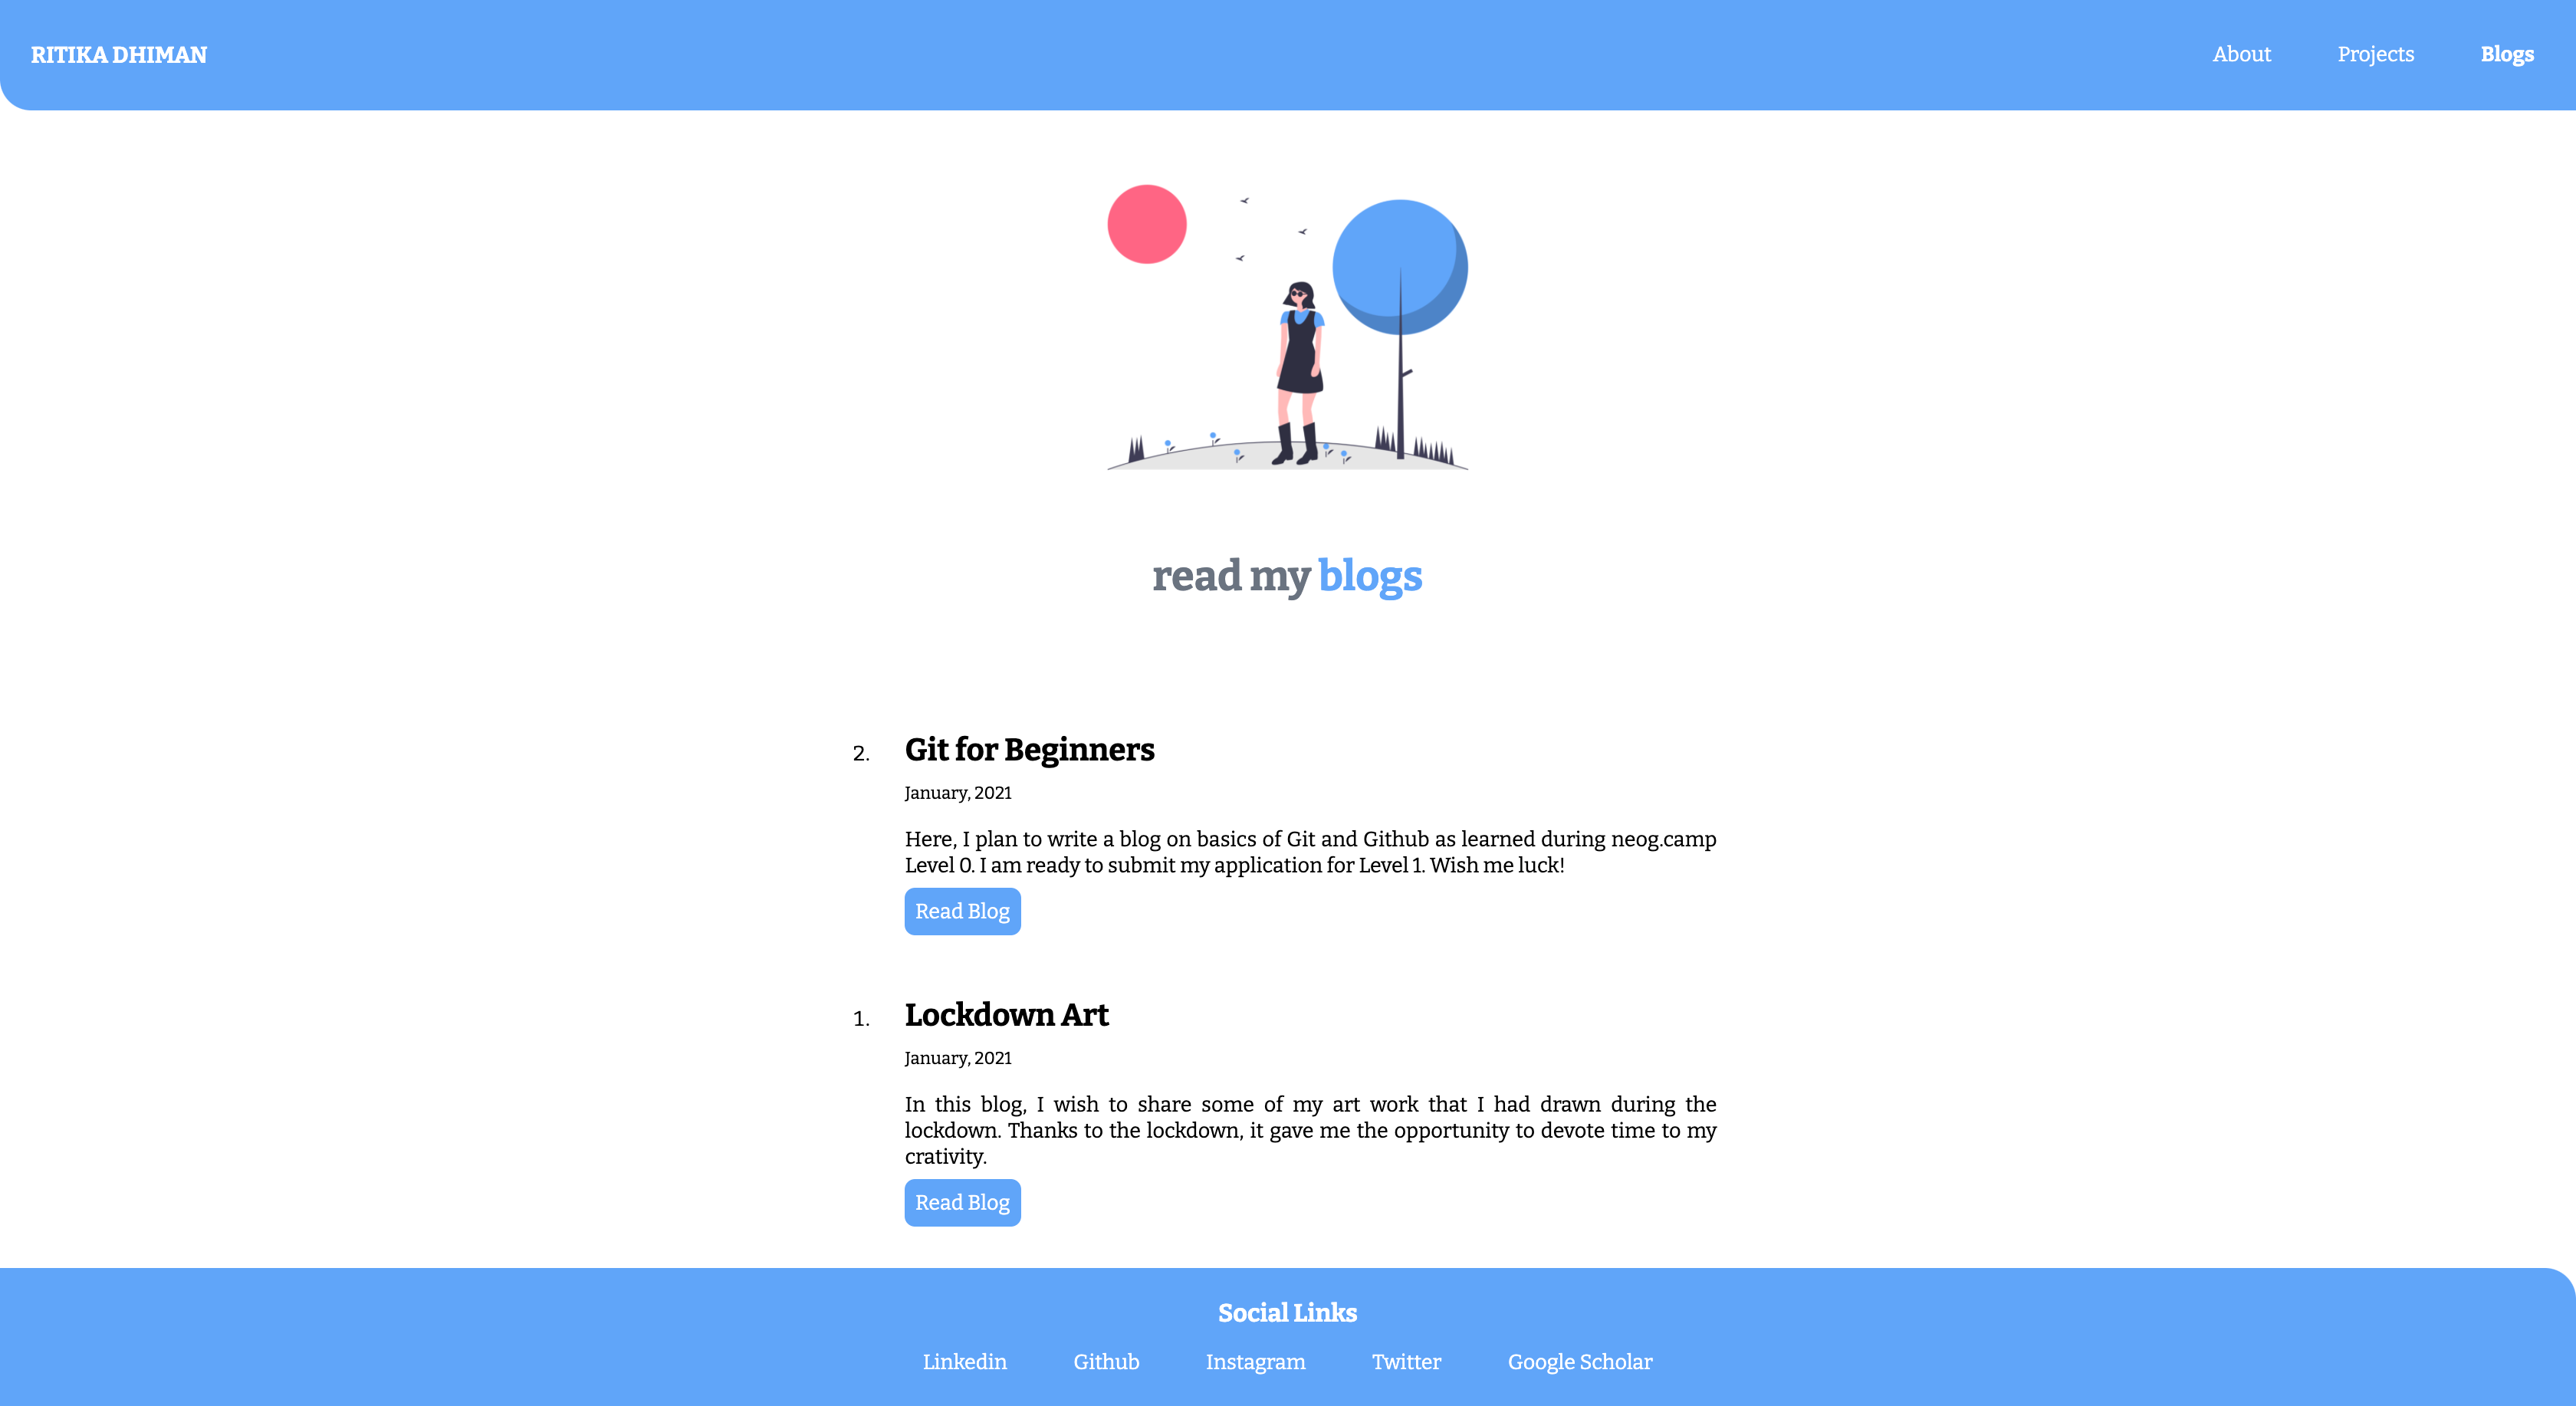 RITIKA DHIMAN
About Projects Blogs
read my blogs
2. Git for Beginners
January, 2021
Here, I plan to write a blog on basics of Git and Github as learned during neog.camp
Level 0. I am ready to submit my application for Level 1. Wish me luck!
Read Blog
1. Lockdown Art
January, 2021
In this blog, I wish to share some of my art work that I had drawn during the
lockdown. Thanks to the lockdown, it gave me the opportunity to devote time to my
crativity.
Read Blog
Social Links
Linkedin Github Instagram Twitter Google Scholar